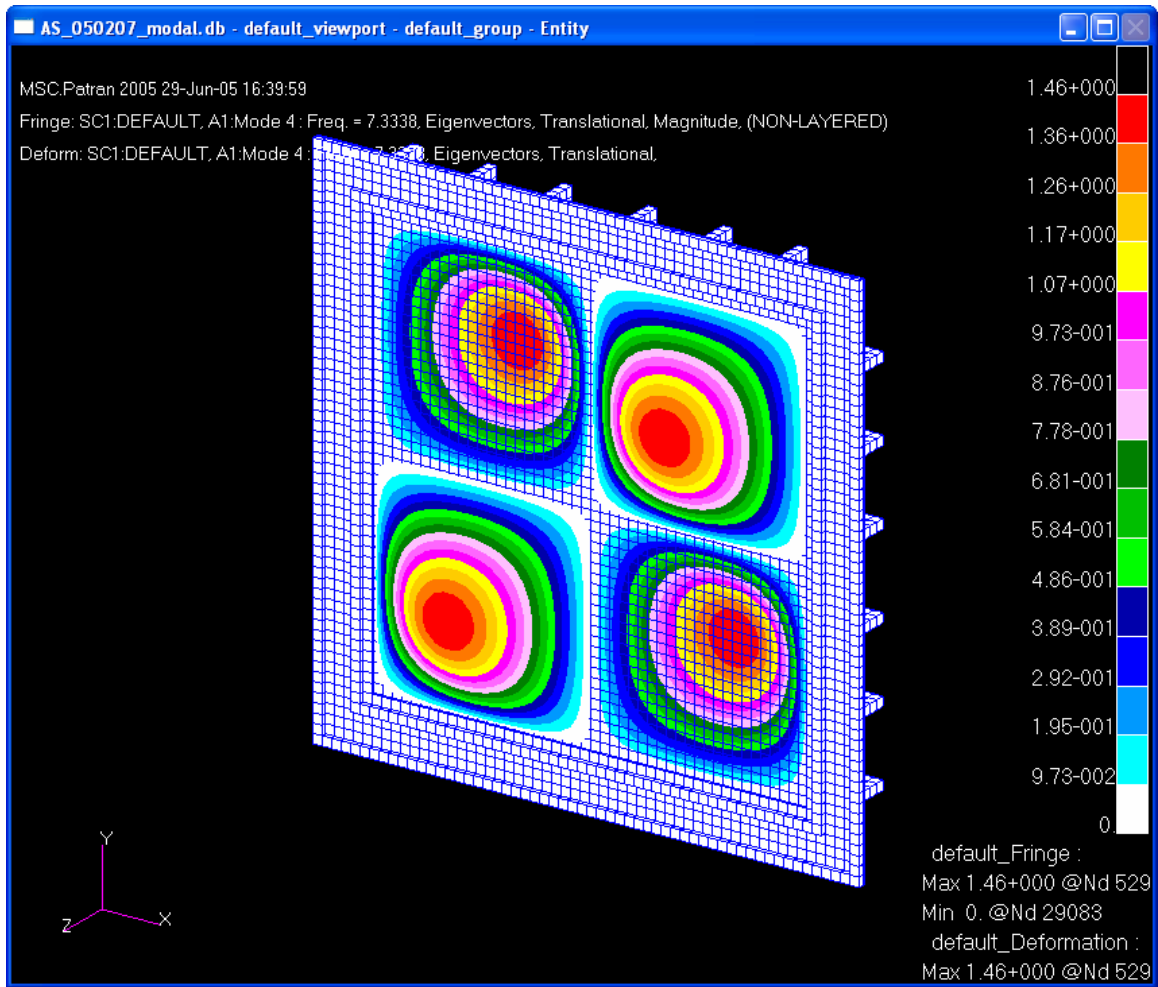 AS_050207_modal.db - default_viewport - default_group - Entity
MSC.Patran 2005 29-Jun-05 16:39:59
Fringe: SC1:DEFAULT, A1:Mode 4 : Freq. = 7.3338, Eigenvectors, Translational, Magnitude, (NON-LAYERED)
Deform: SC1:DEFAULT, A1:Mode 4 : Eigenvectors, Translational,
1.46+000
1.36+000
1.26+000
1.17+000
1.07+000
9.73-001
8.76-001
7.78-001
6.81-001
5.84-001
4.86-001
3.89-001
2.92-001
1.95-001
9.73-002
0.
Y
Z
X
default_Fringe :
Max 1.46+000 @Nd 529
Min 0. @Nd 29083
default_Deformation :
Max 1.46+000 @Nd 529